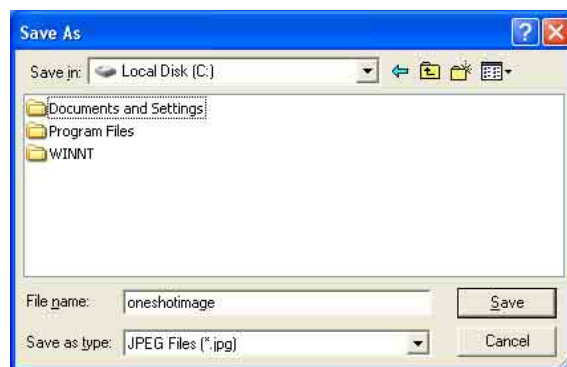 Save As
Save in: Local Disk (C:)
Documents and Settings
Program Files
WINNT
File name: oneshotimage Save
Save as type: JPEG Files (*.jpg) Cancel